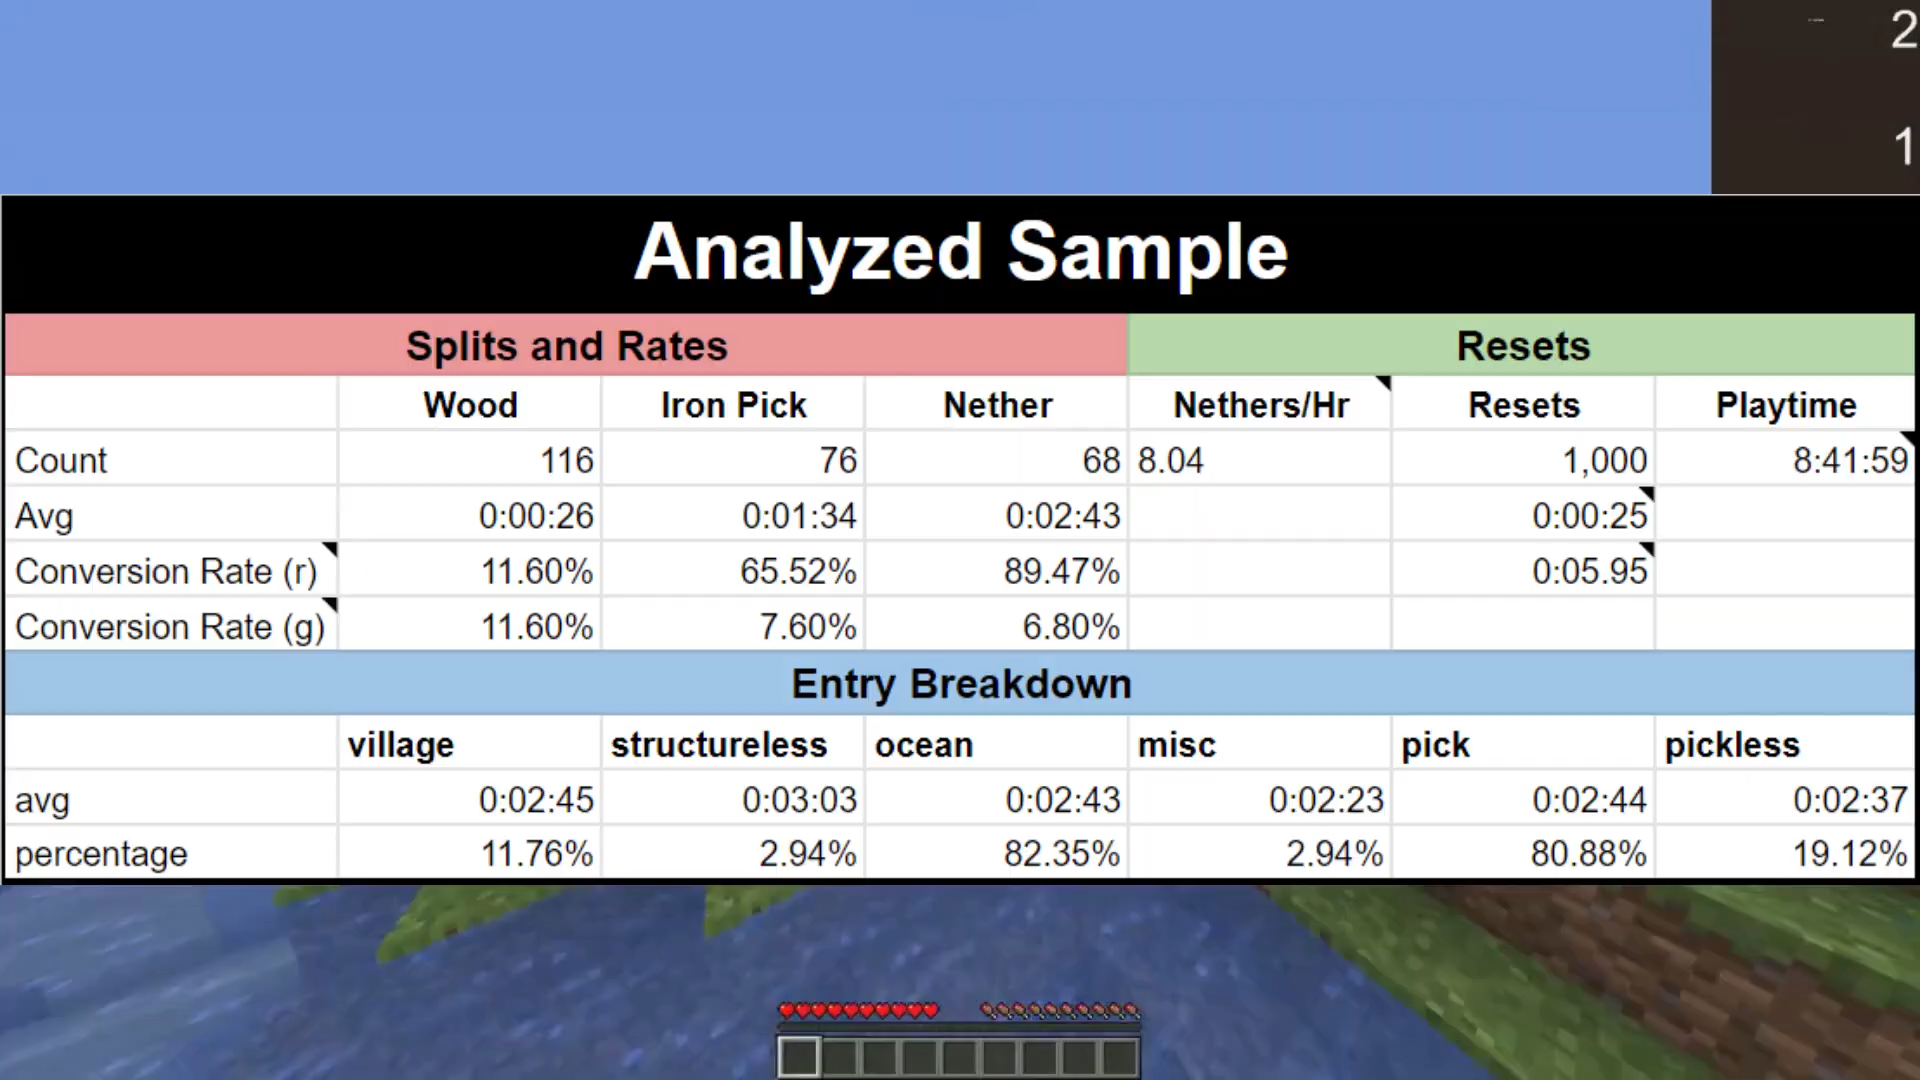 2
1
Analyzed Sample
Splits and Rates Resets
Wood Iron Pick Nether Nethers/Hr Resets Playtime
Count 116 76 68 8.04 1,000 8:41:59
Avg 0:00:26 0:01:34 0:02:43 0:00:25
Conversion Rate (r) 11.60% 65.52% 89.47% 0:05.95
Conversion Rate (g) 11.60% 7.60% 6.80%
Entry Breakdown
village structureless ocean misc pick pickless
avg 0:02:45 0:03:03 0:02:43 0:02:23 0:02:44 0:02:37
percentage 11.76% 2.94% 82.35% 2.94% 80.88% 19.12%